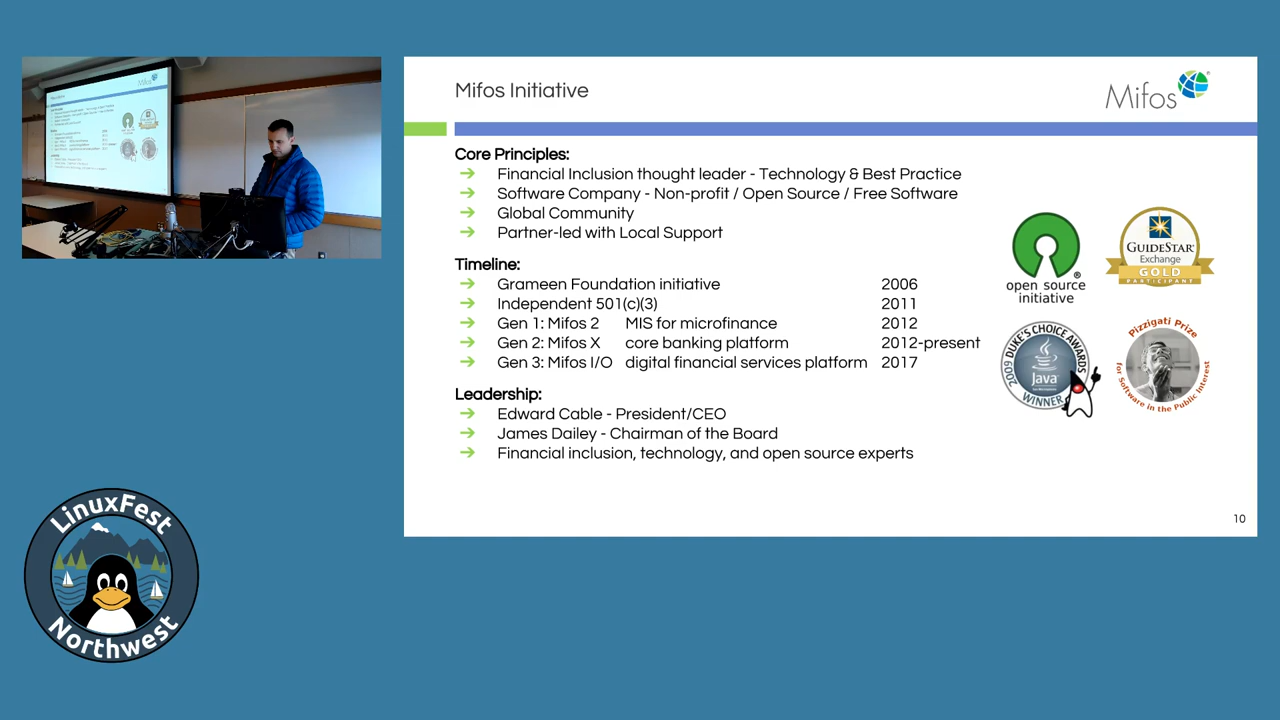 Mifos Initiative
Mifos
Core Principles:
➔ Financial Inclusion thought leader - Technology & Best Practice
➔ Software Company - Non-profit / Open Source / Free Software
➔ Global Community
➔ Partner-led with Local Support
Timeline:
➔ Grameen Foundation initiative 2006
➔ Independent 501(c)(3) 2011
➔ Gen 1: Mifos 2 MIS for microfinance 2012
➔ Gen 2: Mifos X core banking platform 2012-present
➔ Gen 3: Mifos I/O digital financial services platform 2017
Leadership:
➔ Edward Cable - President/CEO
➔ James Dailey - Chairman of the Board
➔ Financial inclusion, technology, and open source experts
open source
initiative
GUIDESTAR
Exchange
GOLD
PARTICIPANT
2009 DUKE'S CHOICE AWARDS
Java
WINNER
Pizzigati Prize
for Software in the Public Interest
10
LinuxFest
Northwest